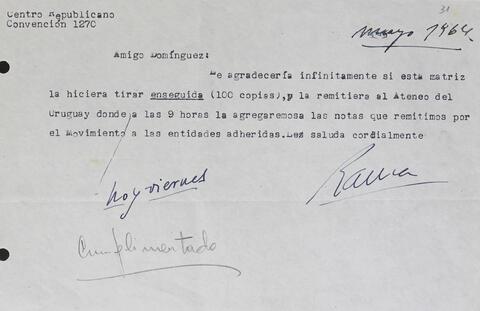 Centro Republicano
Convención 1270
31
mayo 1964.
Amigo Domínguez:
Le agradecería infinitamente si esta matriz
la hiciera tirar enseguida (100 copias),y la remitiera al Ateneo del
Uruguay donde a las 9 horas la agregaremosa las notas que remitimos por
el Movimiento a las entidades adheridas.Les saluda cordialmente
hoy viernes
Rama
Cumplimentado